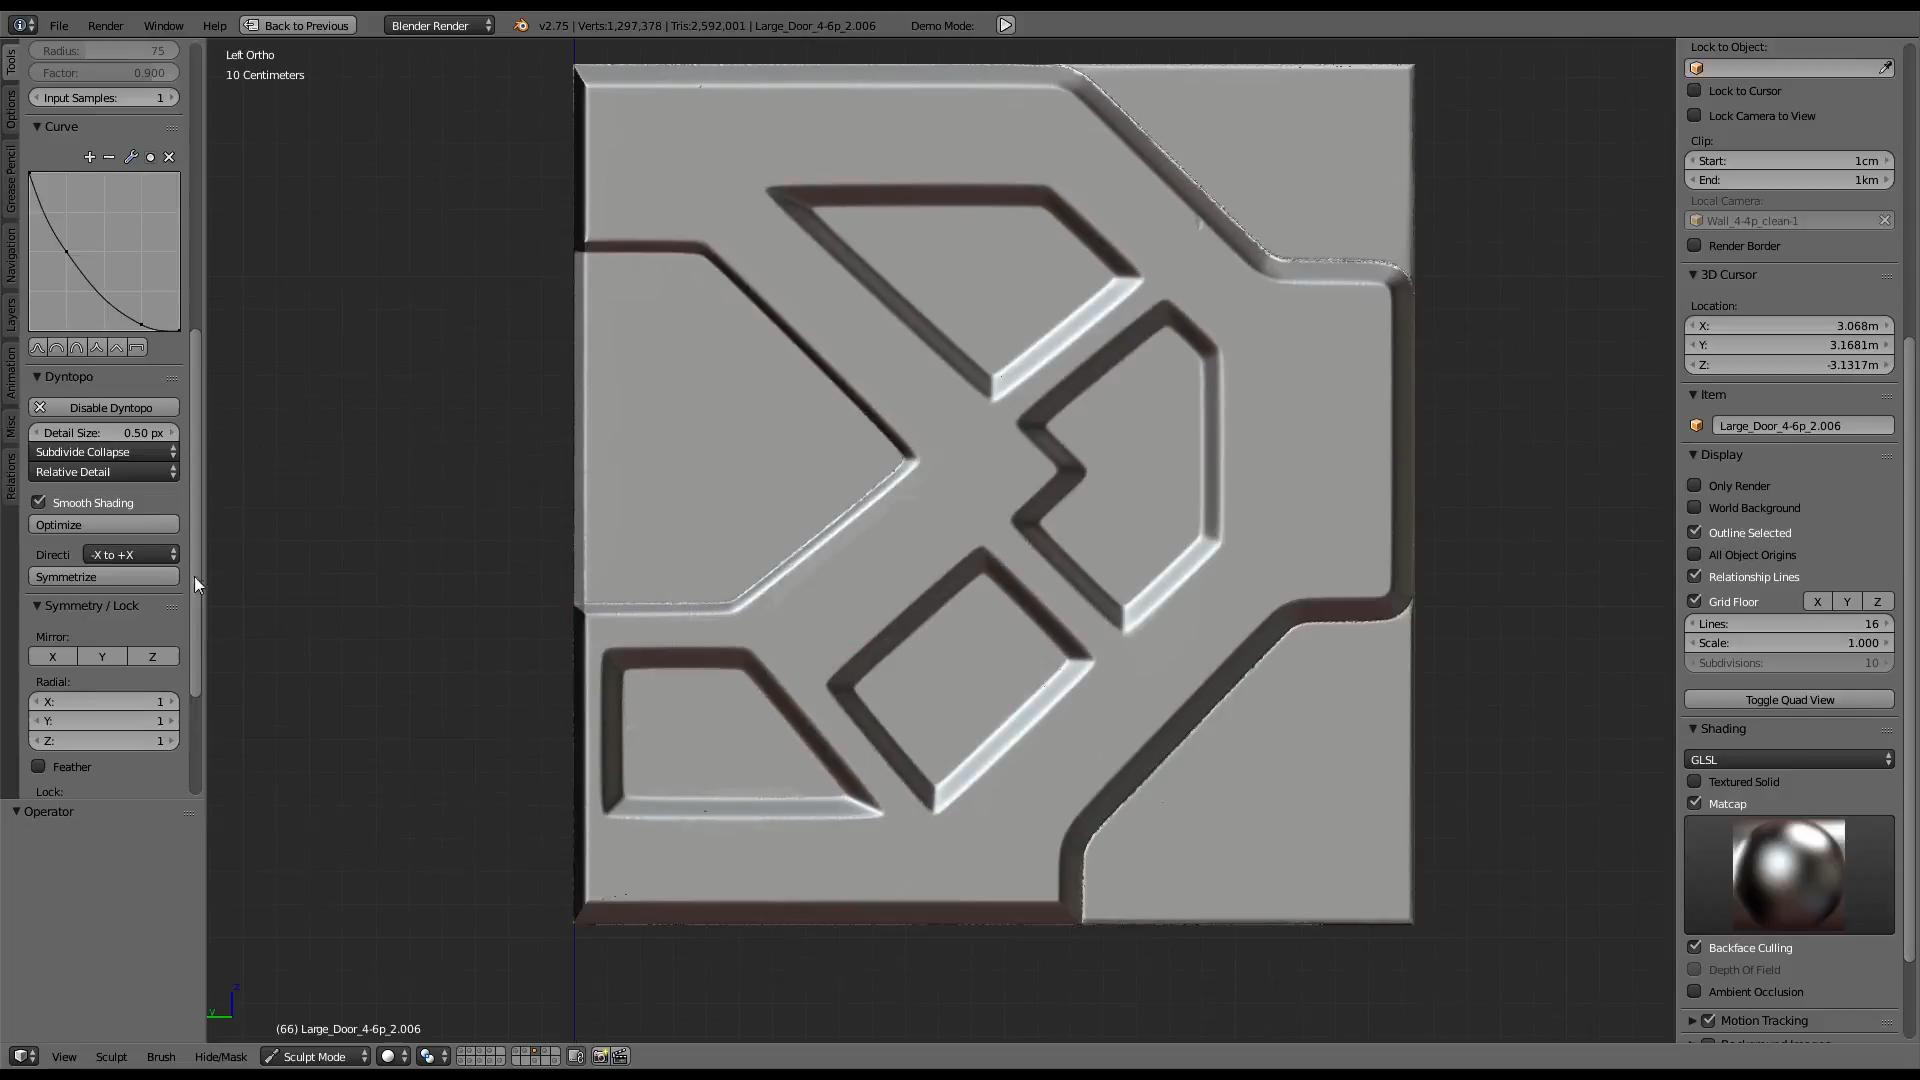 File Render Window Help Back to Previous Blender Render v2.75 | Verts:1,297,378 | Tris:2,592,001 | Large_Door_4-6p_2.006 Demo Mode:
Tools
Options
Grease Pencil
Navigation
Layers
Animation
Misc
Relations
Radius: 75
Factor: 0.900
Input Samples: 1
Curve
Dyntopo
Disable Dyntopo
Detail Size: 0.50 px
Subdivide Collapse
Relative Detail
Smooth Shading
Optimize
Directi -X to +X
Symmetrize
Symmetry / Lock
Mirror:
X Y Z
Radial:
X: 1
Y: 1
Z: 1
Feather
Lock:
Operator
Left Ortho
10 Centimeters
z
y
(66) Large_Door_4-6p_2.006
Lock to Object:
Lock to Cursor
Lock Camera to View
Clip:
Start: 1cm
End: 1km
Local Camera:
Wall_4-4p_clean-1
Render Border
3D Cursor
Location:
X: 3.068m
Y: 3.1681m
Z: -3.1317m
Item
Large_Door_4-6p_2.006
Display
Only Render
World Background
Outline Selected
All Object Origins
Relationship Lines
Grid Floor X Y Z
Lines: 16
Scale: 1.000
Subdivisions: 10
Toggle Quad View
Shading
GLSL
Textured Solid
Matcap
Backface Culling
Depth Of Field
Ambient Occlusion
Motion Tracking
View Sculpt Brush Hide/Mask Sculpt Mode